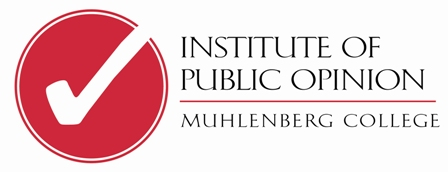 INSTITUTE OF
PUBLIC OPINION
MUHLENBERG COLLEGE